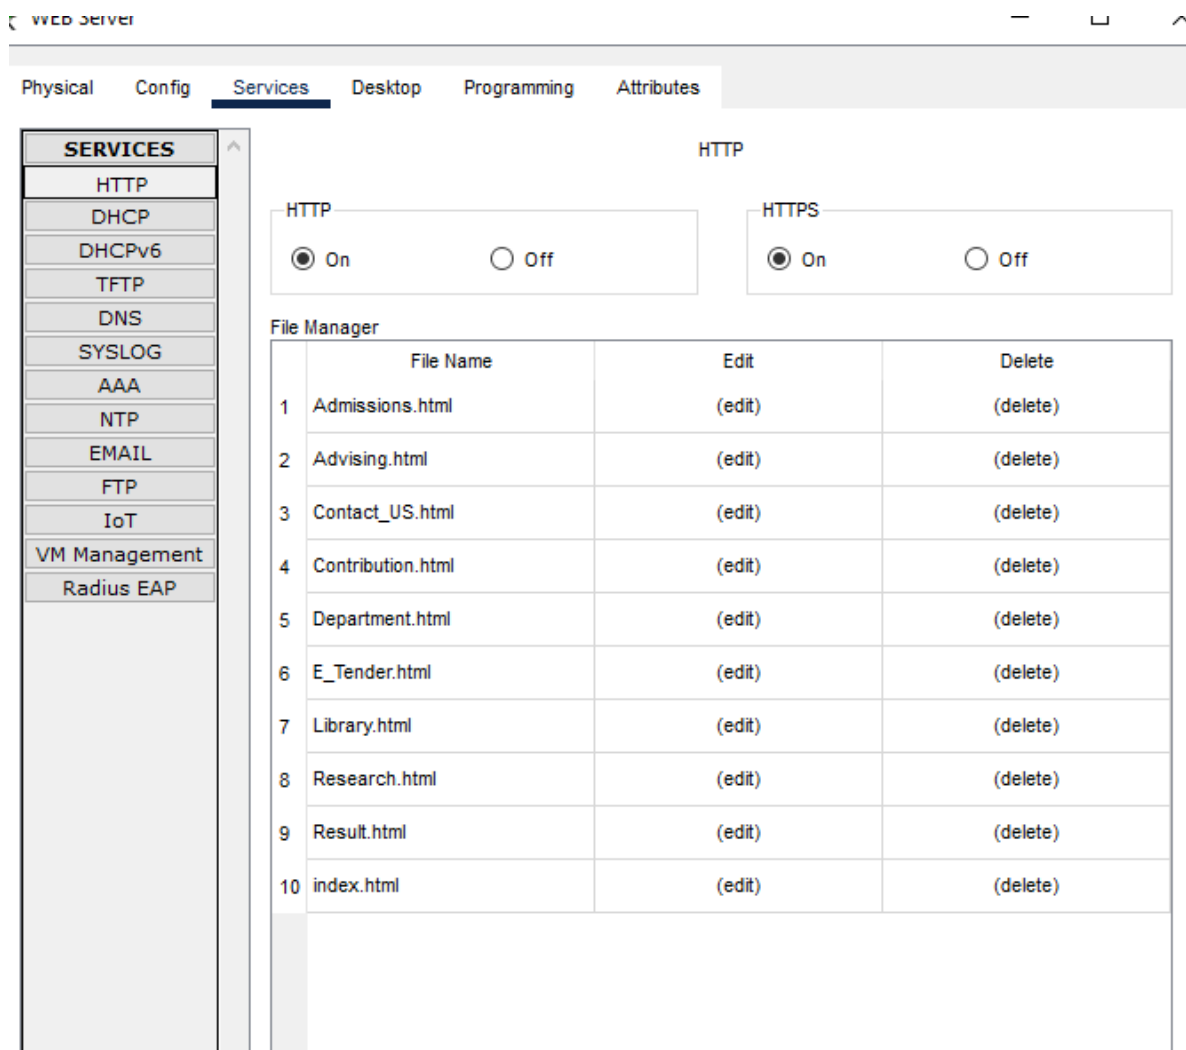 WEB Server
Physical Config Services Desktop Programming Attributes
SERVICES
HTTP
DHCP
DHCPv6
TFTP
DNS
SYSLOG
AAA
NTP
EMAIL
FTP
IoT
VM Management
Radius EAP
HTTP
HTTP
On Off
HTTPS
On Off
File Manager
File Name Edit Delete
1 Admissions.html (edit) (delete)
2 Advising.html (edit) (delete)
3 Contact_US.html (edit) (delete)
4 Contribution.html (edit) (delete)
5 Department.html (edit) (delete)
6 E_Tender.html (edit) (delete)
7 Library.html (edit) (delete)
8 Research.html (edit) (delete)
9 Result.html (edit) (delete)
10 index.html (edit) (delete)